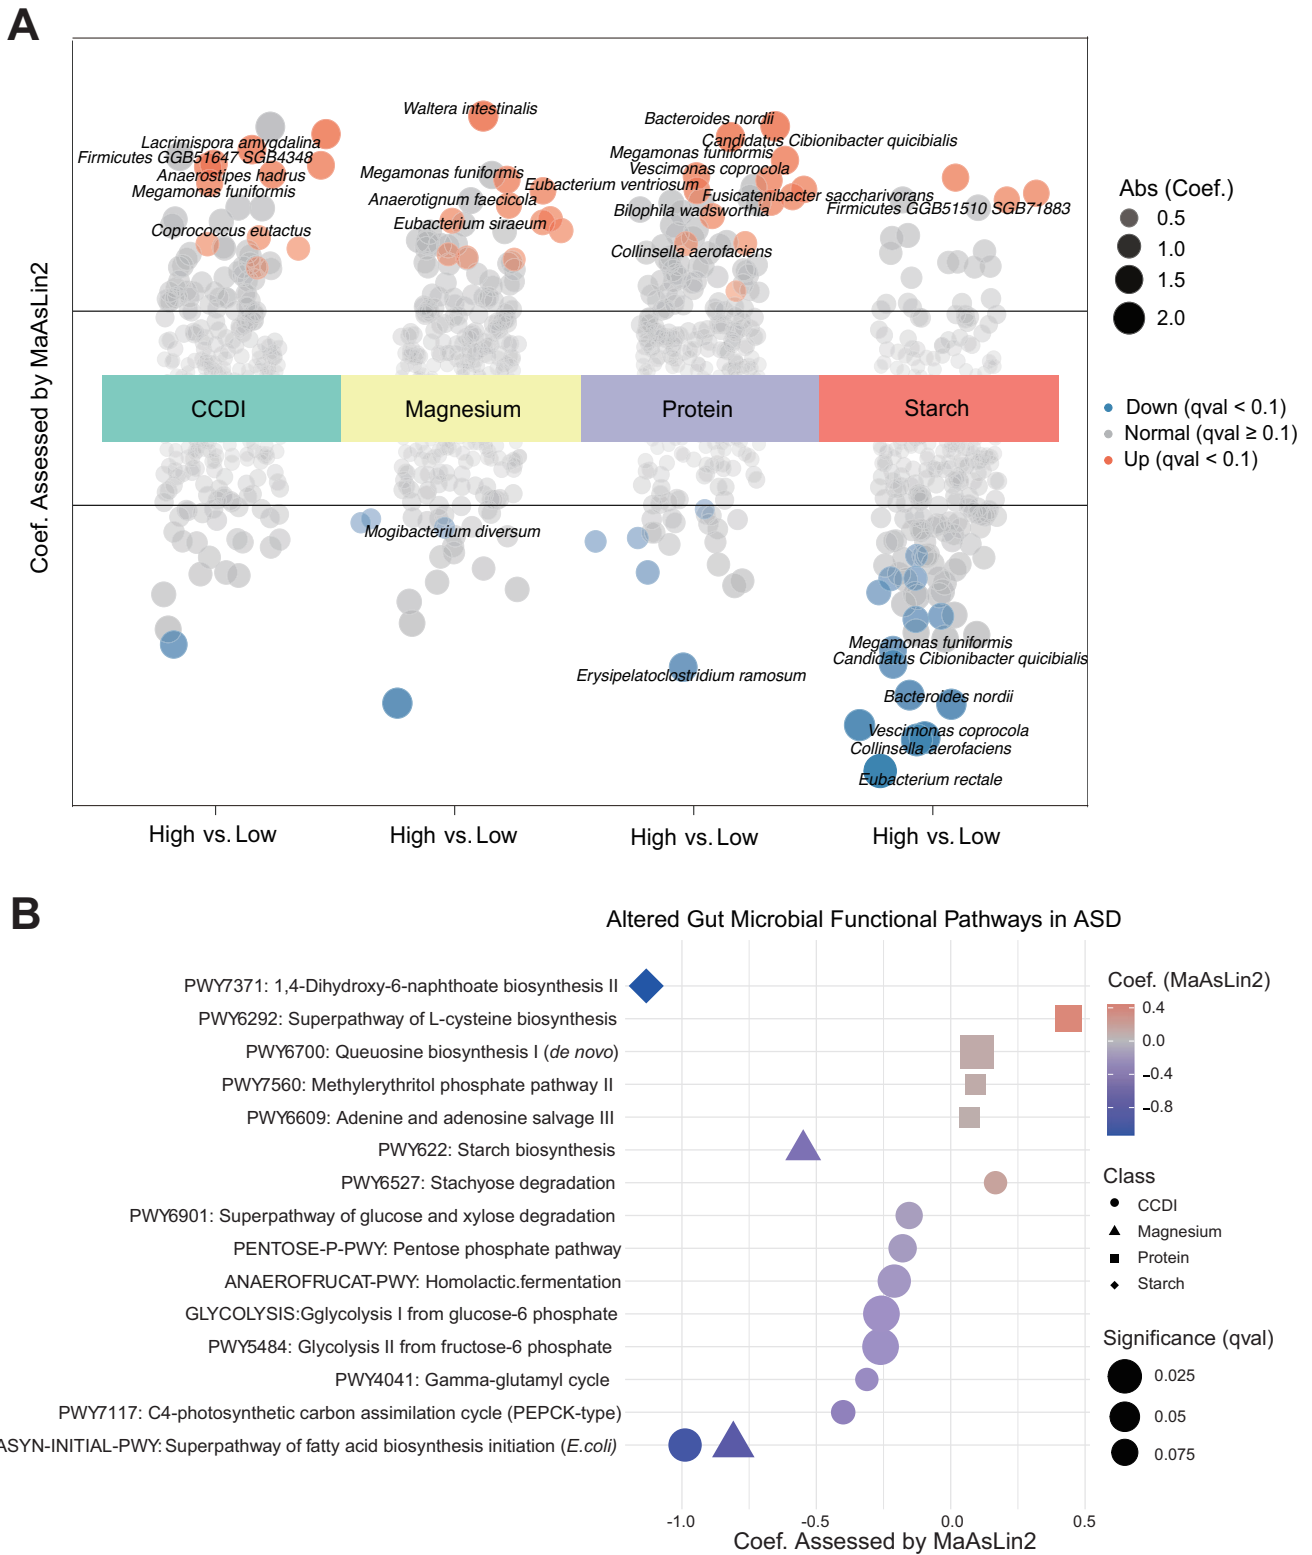 A
Coef. Assessed by MaAsLin2
Waltera intestinalis
Bacteroides nordii
Lacrimispora amygdalina
Candidatus Cibionibacter quicibialis
Firmicutes GGB51647 SGB4348
Megamonas funiformis
Anaerostipes hadrus
Megamonas funiformis
Vescimonas coprocola
Megamonas funiformis
Eubacterium ventriosum
Anaerotignum faecicola
Fusicatenibacter saccharivorans
Bilophila wadsworthia
Firmicutes GGB51510 SGB71883
Coprococcus eutactus
Eubacterium siraeum
Collinsella aerofaciens
CCDI
Magnesium
Protein
Starch
Mogibacterium diversum
Megamonas funiformis
Candidatus Cibionibacter quicibialis
Erysipelatoclostridium ramosum
Bacteroides nordii
Vescimonas coprocola
Collinsella aerofaciens
Eubacterium rectale
High vs. Low
High vs. Low
High vs. Low
High vs. Low
Abs (Coef.)
0.5
1.0
1.5
2.0
Down (qval < 0.1)
Normal (qval ≥ 0.1)
Up (qval < 0.1)
B
Altered Gut Microbial Functional Pathways in ASD
PWY7371: 1,4-Dihydroxy-6-naphthoate biosynthesis II
PWY6292: Superpathway of L-cysteine biosynthesis
PWY6700: Queuosine biosynthesis I (de novo)
PWY7560: Methylerythritol phosphate pathway II
PWY6609: Adenine and adenosine salvage III
PWY622: Starch biosynthesis
PWY6527: Stachyose degradation
PWY6901: Superpathway of glucose and xylose degradation
PENTOSE-P-PWY: Pentose phosphate pathway
ANAEROFRUCAT-PWY: Homolactic.fermentation
GLYCOLYSIS:Gglycolysis I from glucose-6 phosphate
PWY5484: Glycolysis II from fructose-6 phosphate
PWY4041: Gamma-glutamyl cycle
PWY7117: C4-photosynthetic carbon assimilation cycle (PEPCK-type)
ASYN-INITIAL-PWY: Superpathway of fatty acid biosynthesis initiation (E.coli)
-1.0
-0.5
0.0
0.5
Coef. Assessed by MaAsLin2
Coef. (MaAsLin2)
0.4
0.0
−0.4
−0.8
Class
CCDI
Magnesium
Protein
Starch
Significance (qval)
0.025
0.05
0.075